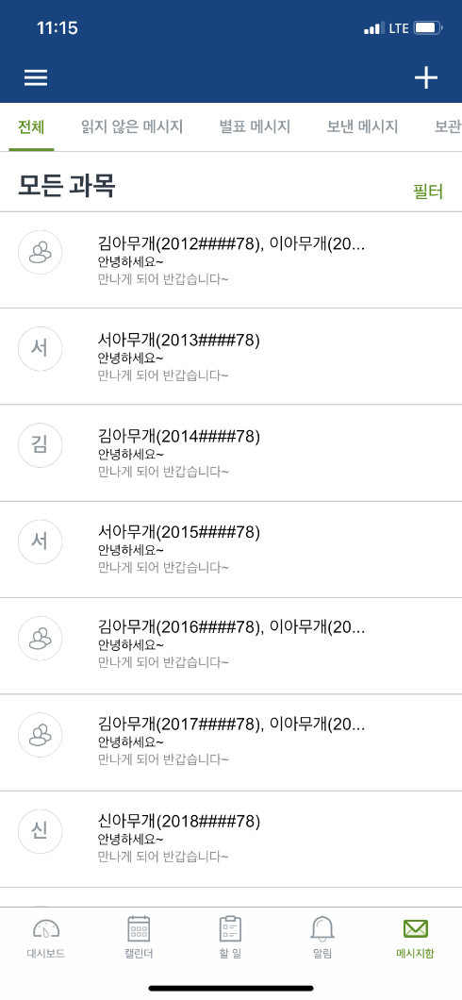 11:15
LTE
전체 읽지 않은 메시지 별표 메시지 보낸 메시지 보관
모든 과목
필터
김아무개(2012####78), 이아무개(20...
안녕하세요~
만나게 되어 반갑습니다~
서
서아무개(2013####78)
안녕하세요~
만나게 되어 반갑습니다~
김
김아무개(2014####78)
안녕하세요~
만나게 되어 반갑습니다~
서
서아무개(2015####78)
안녕하세요~
만나게 되어 반갑습니다~
김아무개(2016####78), 이아무개(20...
안녕하세요~
만나게 되어 반갑습니다~
김아무개(2017####78), 이아무개(20...
안녕하세요~
만나게 되어 반갑습니다~
신
신아무개(2018####78)
안녕하세요~
만나게 되어 반갑습니다~
대시보드 캘린더 할 일 알림 메시지함